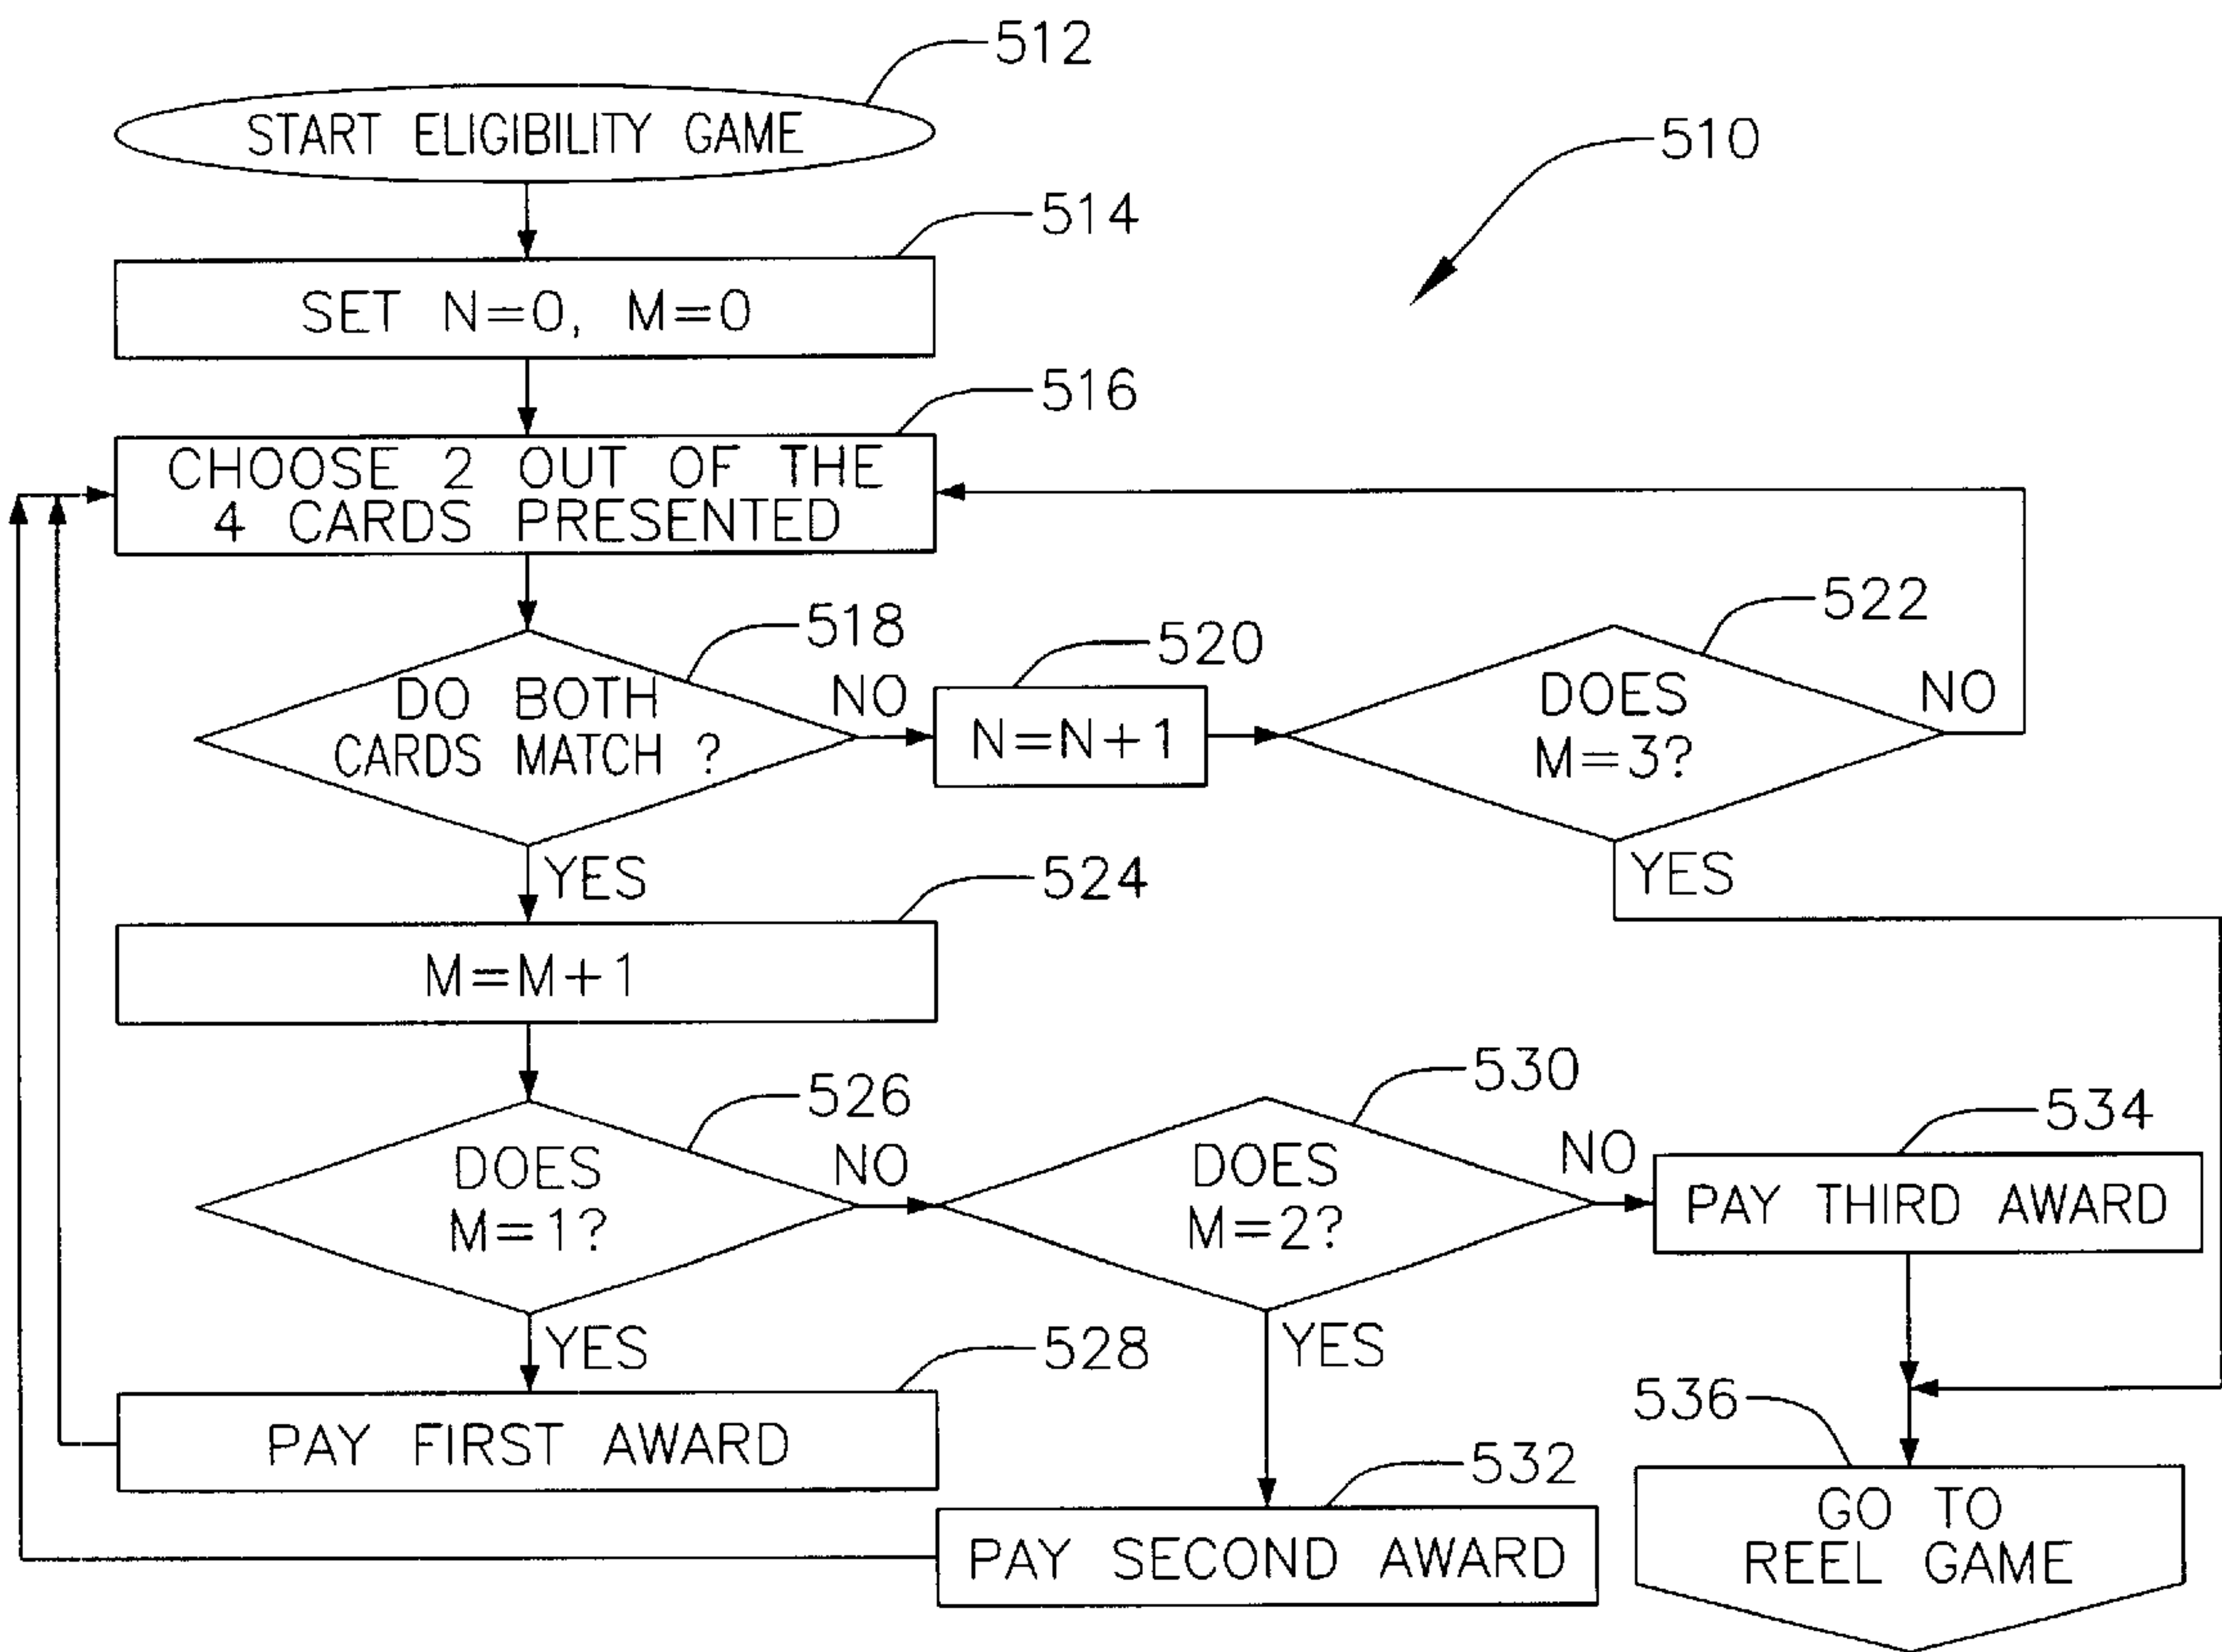 512
START ELIGIBILITY GAME
510
514
SET N=0, M=0
516
CHOOSE 2 OUT OF THE
4 CARDS PRESENTED
518
DO BOTH
CARDS MATCH ?
NO
520
N=N+1
522
DOES
M=3?
NO
YES
YES
524
M=M+1
526
DOES
M=1?
NO
530
DOES
M=2?
NO
534
PAY THIRD AWARD
YES
528
PAY FIRST AWARD
YES
532
PAY SECOND AWARD
536
GO TO
REEL GAME